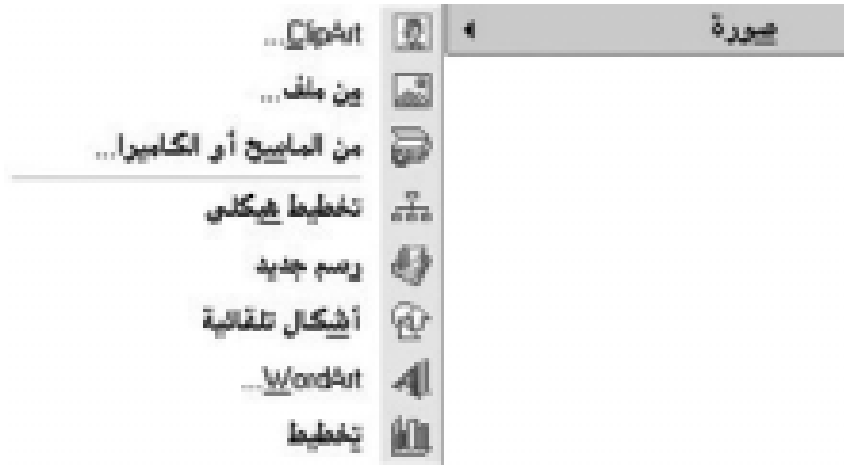 صورة
ClipArt...
من ملف...
من الماسح أو الكاميرا...
تخطيط هيكلي
رسم جديد
أشكال تلقائية
WordArt...
تخطيط